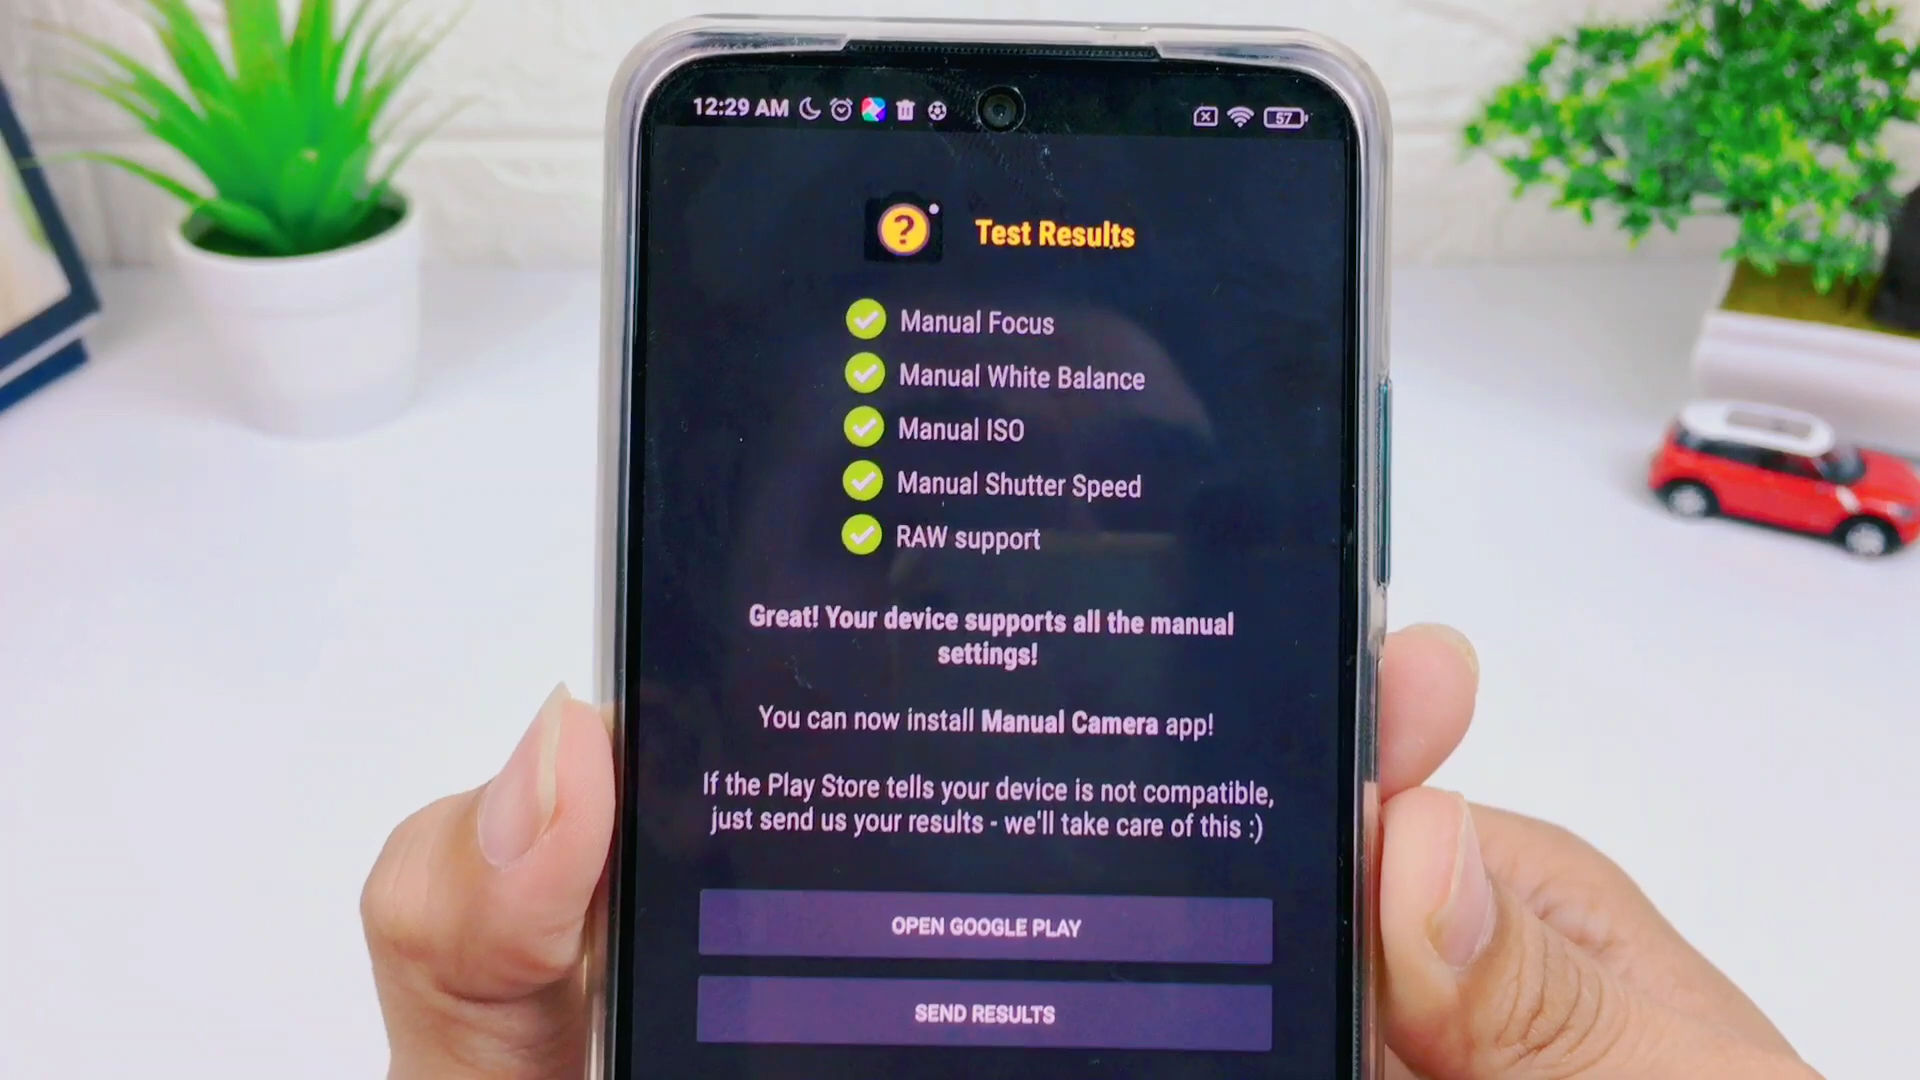 12:29 AM
57
?
Test Results
Manual Focus
Manual White Balance
Manual ISO
Manual Shutter Speed
RAW support
Great! Your device supports all the manual
settings!
You can now install Manual Camera app!
If the Play Store tells your device is not compatible,
just send us your results - we'll take care of this :)
OPEN GOOGLE PLAY
SEND RESULTS